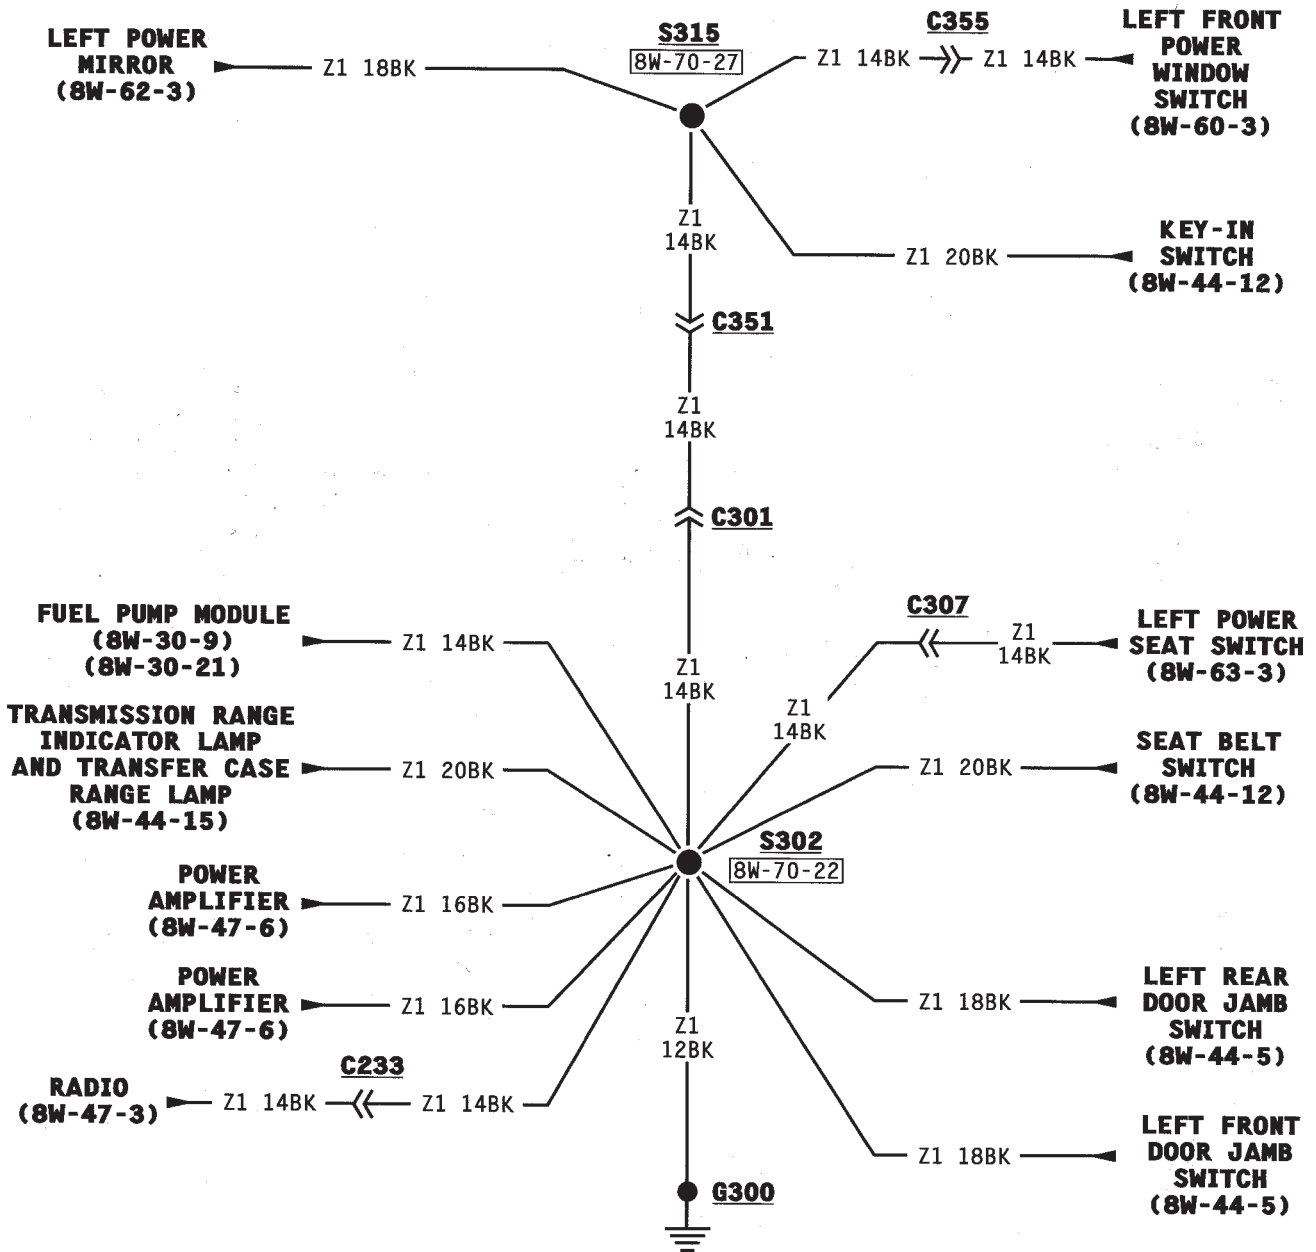 LEFT POWER
MIRROR
(8W-62-3)
Z1 18BK
S315
8W-70-27
Z1 14BK
C355
Z1 14BK
LEFT FRONT
POWER
WINDOW
SWITCH
(8W-60-3)
Z1
14BK
Z1 20BK
KEY-IN
SWITCH
(8W-44-12)
C351
Z1
14BK
C301
FUEL PUMP MODULE
(8W-30-9)
(8W-30-21)
Z1 14BK
Z1
14BK
C307
Z1
14BK
LEFT POWER
SEAT SWITCH
(8W-63-3)
Z1
14BK
TRANSMISSION RANGE
INDICATOR LAMP
AND TRANSFER CASE
RANGE LAMP
(8W-44-15)
Z1 20BK
Z1 20BK
SEAT BELT
SWITCH
(8W-44-12)
S302
8W-70-22
POWER
AMPLIFIER
(8W-47-6)
Z1 16BK
POWER
AMPLIFIER
(8W-47-6)
Z1 16BK
Z1
12BK
Z1 18BK
LEFT REAR
DOOR JAMB
SWITCH
(8W-44-5)
RADIO
(8W-47-3)
Z1 14BK
C233
Z1 14BK
Z1 18BK
LEFT FRONT
DOOR JAMB
SWITCH
(8W-44-5)
G300